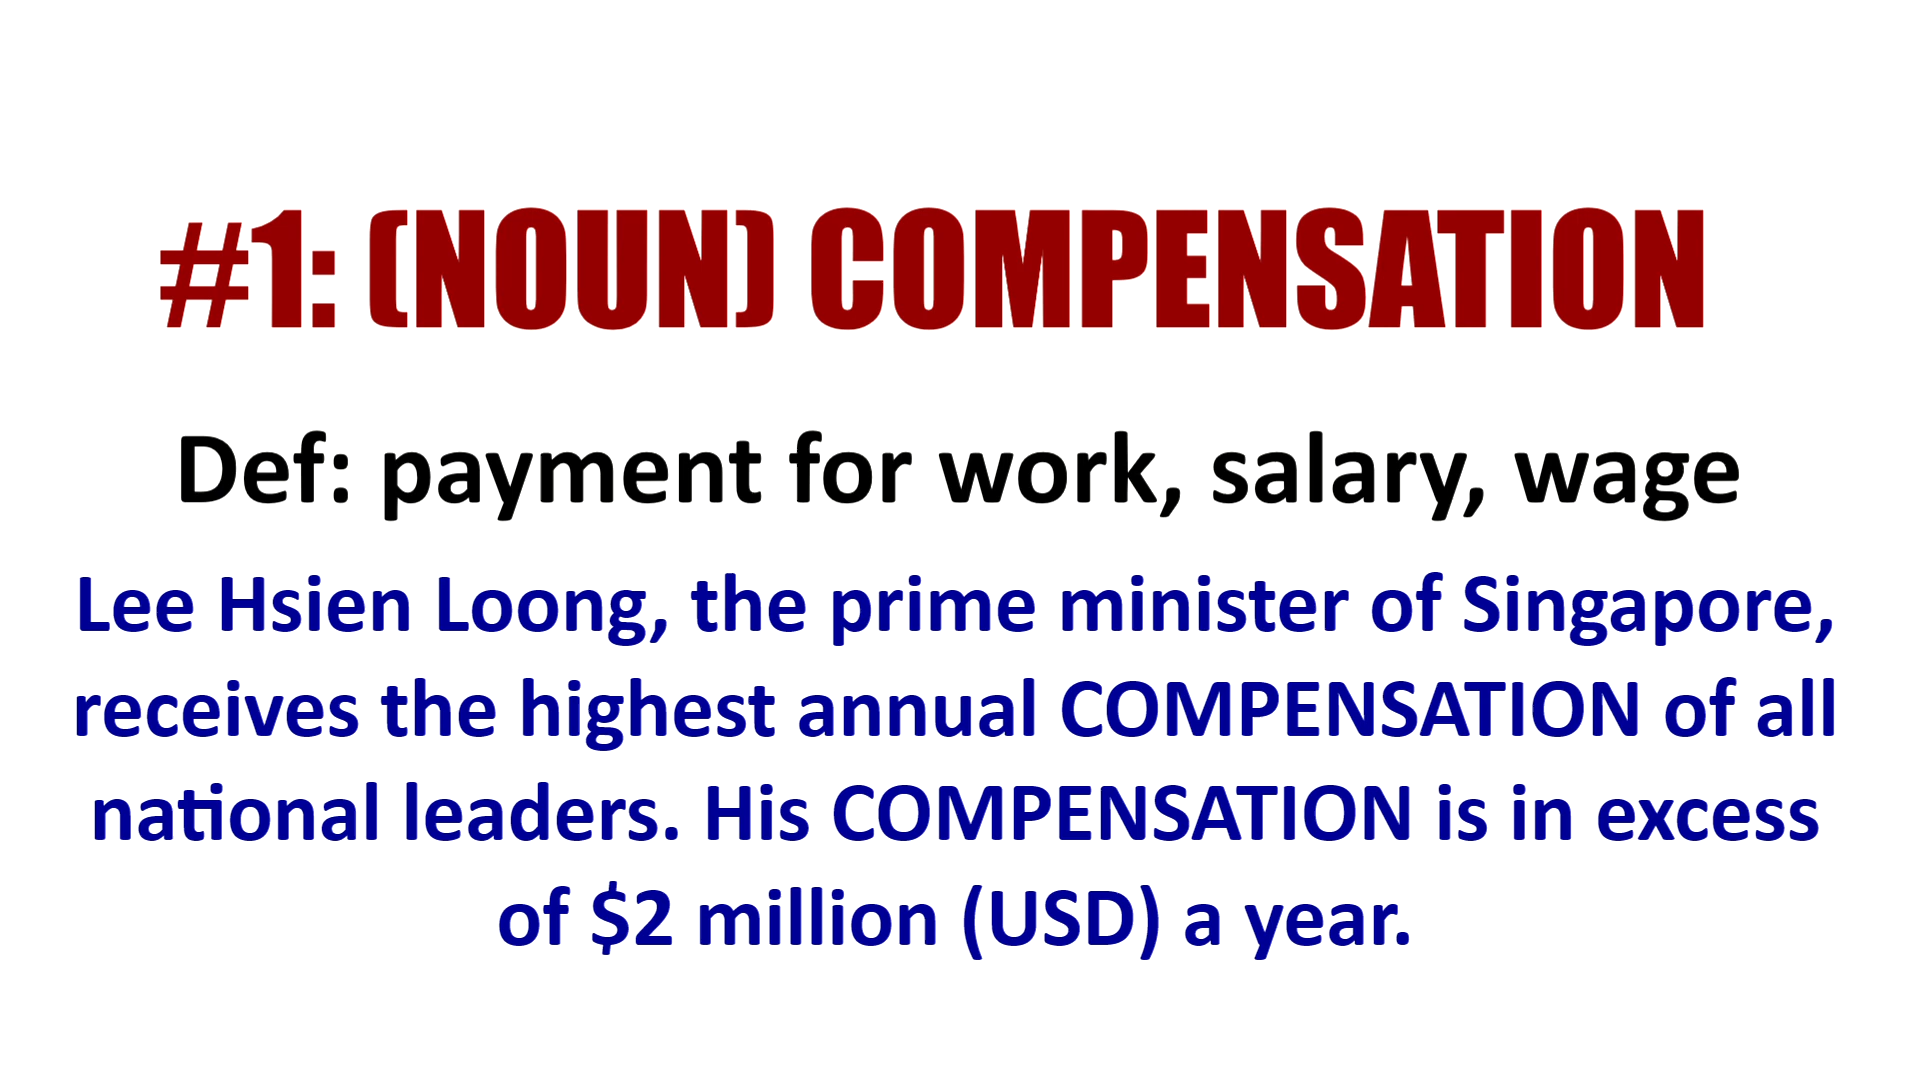 #1: (NOUN) COMPENSATION
Def: payment for work, salary, wage
Lee Hsien Loong, the prime minister of Singapore,
receives the highest annual COMPENSATION of all
national leaders. His COMPENSATION is in excess
of $2 million (USD) a year.